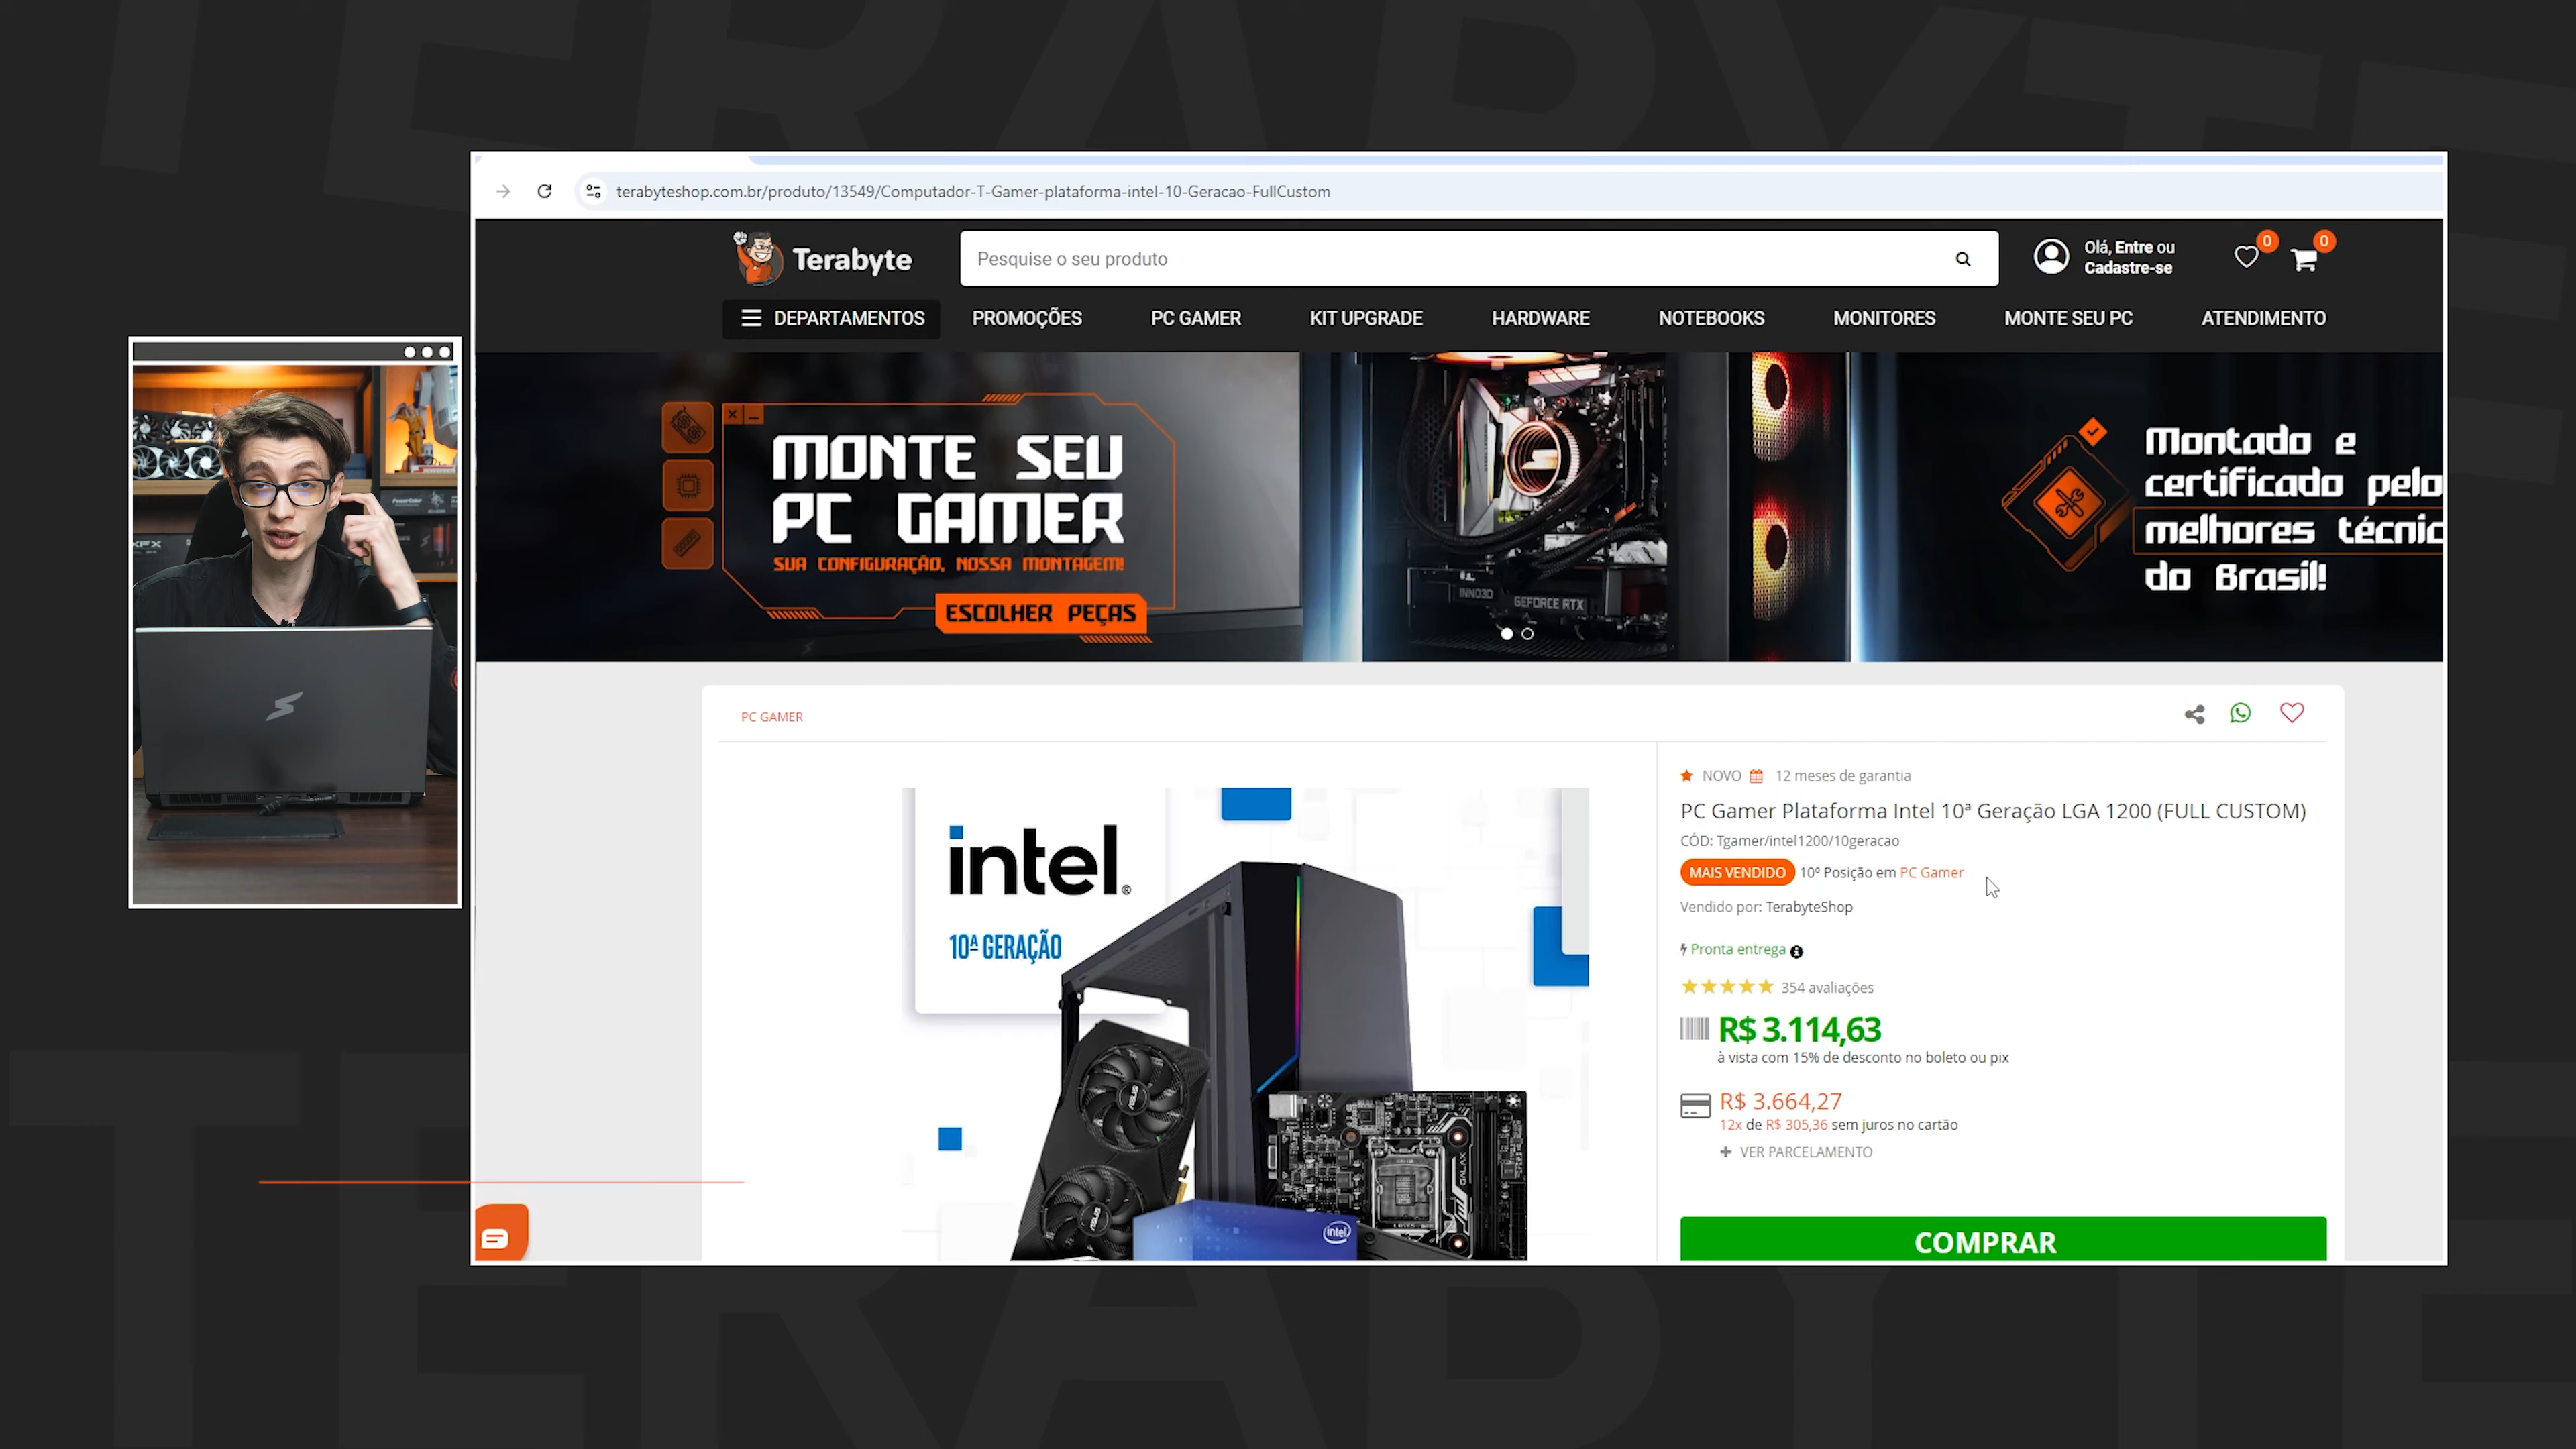 TERABYTE
terabyteshop.com.br/produto/13549/Computador-T-Gamer-plataforma-intel-10-Geracao-FullCustom
Terabyte
Pesquise o seu produto
Olá, Entre ou
Cadastre-se
0
0
DEPARTAMENTOS
PROMOÇÕES
PC GAMER
KIT UPGRADE
HARDWARE
NOTEBOOKS
MONITORES
MONTE SEU PC
ATENDIMENTO
MONTE SEU
PC GAMER
SUA CONFIGURAÇÃO, NOSSA MONTAGEM!
ESCOLHER PEÇAS
INNO3D
GEFORCE RTX
Montado e
certificado pelo
melhores técnic
do Brasil!
PC GAMER
NOVO
12 meses de garantia
PC Gamer Plataforma Intel 10ª Geração LGA 1200 (FULL CUSTOM)
CÓD: Tgamer/intel1200/10geracao
MAIS VENDIDO 10º Posição em PC Gamer
Vendido por: TerabyteShop
Pronta entrega
354 avaliações
R$ 3.114,63
à vista com 15% de desconto no boleto ou pix
R$ 3.664,27
12x de R$ 305,36 sem juros no cartão
+ VER PARCELAMENTO
COMPRAR
intel®
10ª GERAÇÃO
ASUS
ASUS
GALAX
intel
TERABYTE